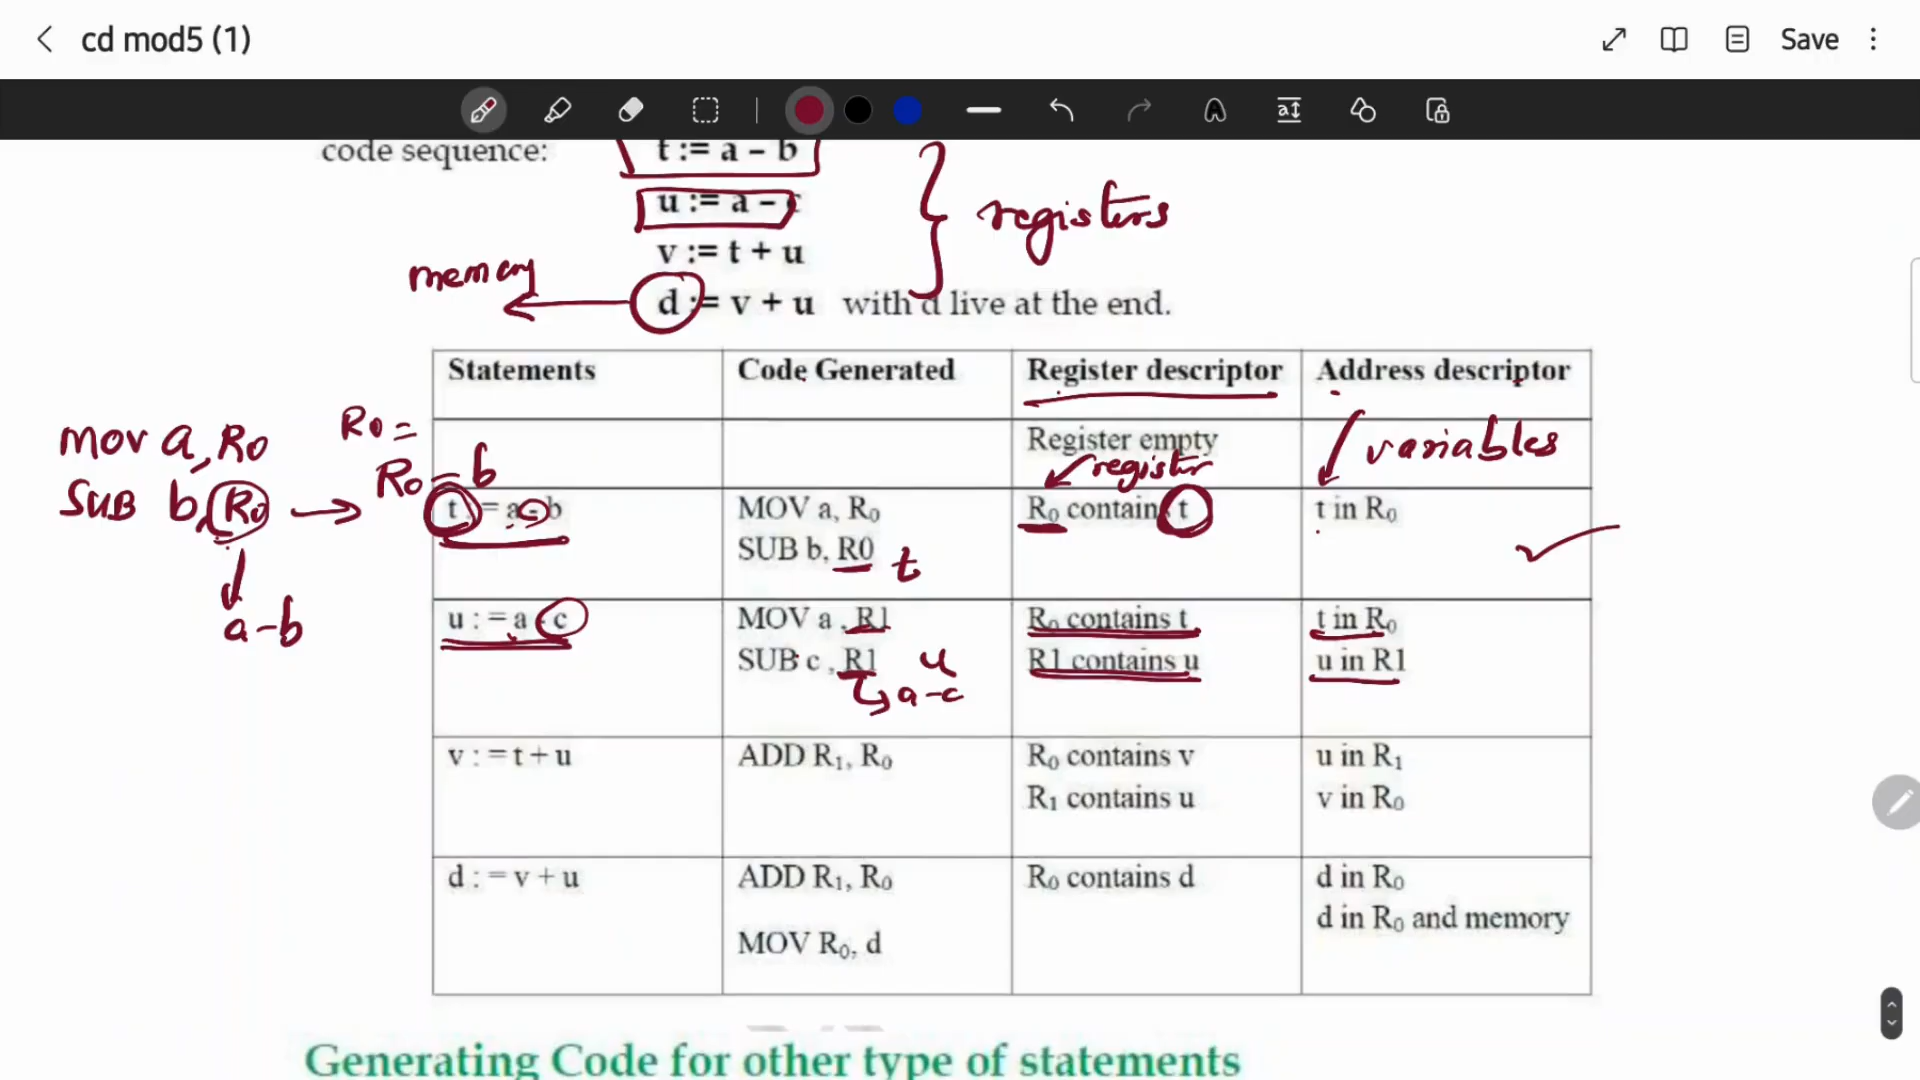 cd mod5 (1)
Save
code sequence: t := a - b
u := a - c
v := t + u
d := v + u with d live at the end.
registers
memory
Statements Code Generated Register descriptor Address descriptor
Register empty
register
variables
mov a, R0
SUB b, R0
R0 =
R0 - b
a-b
t := a - b MOV a, R0 R0 contain t t in R0
SUB b, R0 t
u : = a - c MOV a , R1 R0 contains t t in R0
SUB c , R1 u R1 contains u u in R1
a-c
v : = t + u ADD R1, R0 R0 contains v u in R1
R1 contains u v in R0
d : = v + u ADD R1, R0 R0 contains d d in R0
d in R0 and memory
MOV R0, d
Generating Code for other type of statements